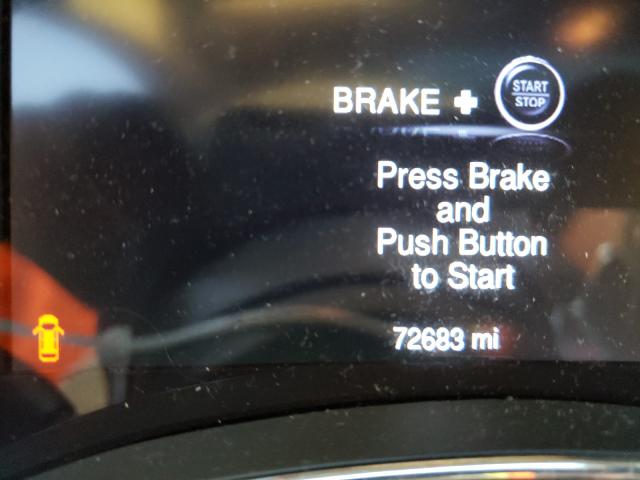 BRAKE + START
STOP
Press Brake
and
Push Button
to Start
72683 mi